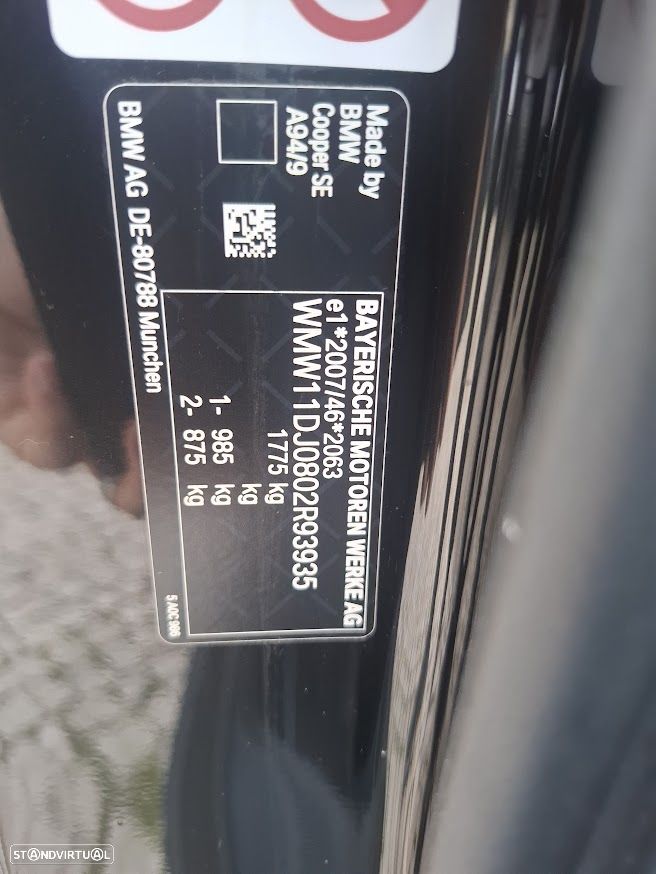 BAYERISCHE MOTOREN WERKE AG
e1*2007/46*2063
WMW11DJ0802R93935
1775 kg
kg
1- 985 kg
2- 875 kg
Made by
BMW
Cooper SE
A94/9
BMW AG DE-80788 Munchen
STANDVIRTUAL